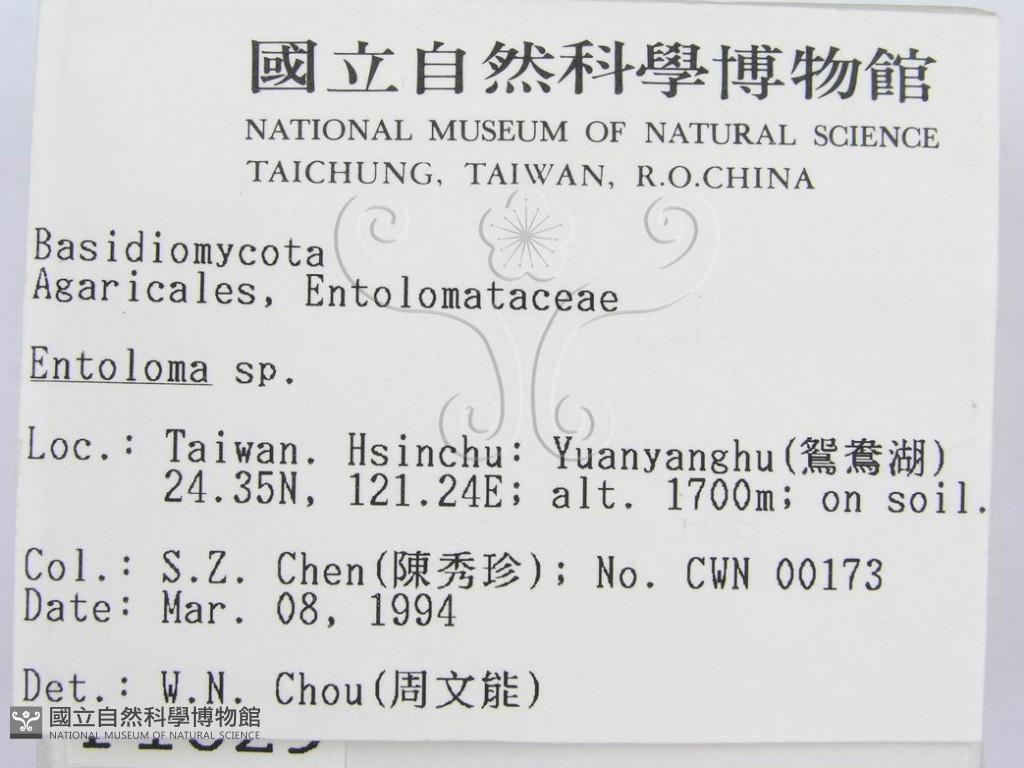 國立自然科學博物館
NATIONAL MUSEUM OF NATURAL SCIENCE
TAICHUNG, TAIWAN, R.O.CHINA
Basidiomycota
Agaricales, Entolomataceae
Entoloma sp.
Loc.: Taiwan. Hsinchu: Yuanyanghu(鴛鴦湖)
24.35N, 121.24E; alt. 1700m; on soil.
Col.: S.Z. Chen(陳秀珍); No. CWN 00173
Date: Mar. 08, 1994
Det.: W.N. Chou(周文能)
國立自然科學博物館
NATIONAL MUSEUM OF NATURAL SCIENCE